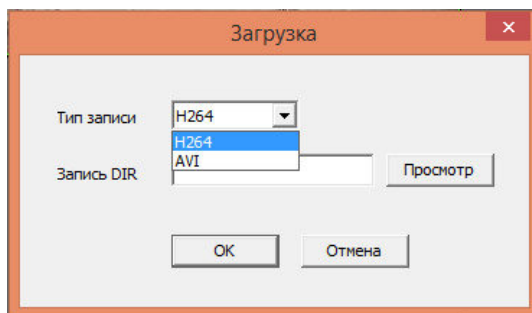 Загрузка
Тип записи H264
H264
AVI
Запись DIR Просмотр
OK Отмена